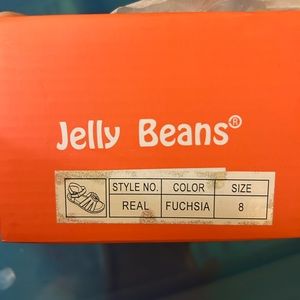 Jelly Beans®
STYLE NO. COLOR SIZE
REAL FUCHSIA 8